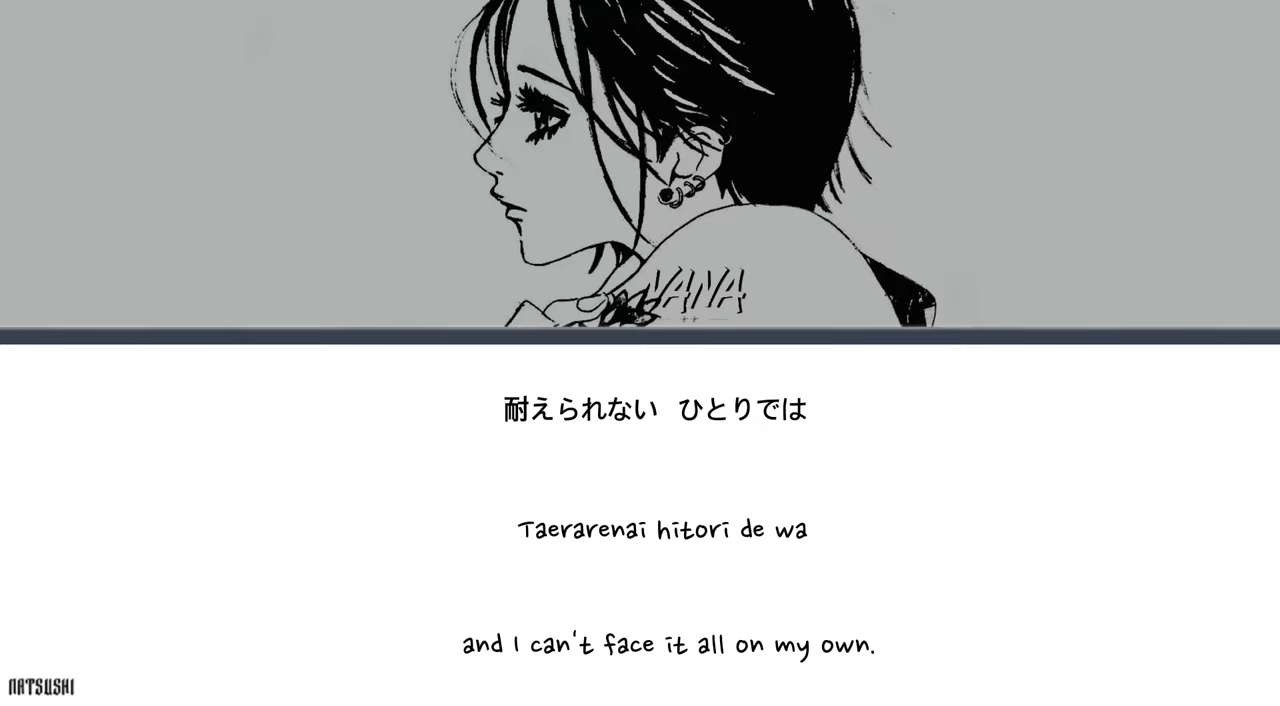 NANA
耐えられない ひとりでは
Taerarenai hitori de wa
and I can't face it all on my own.
NATSUSHI